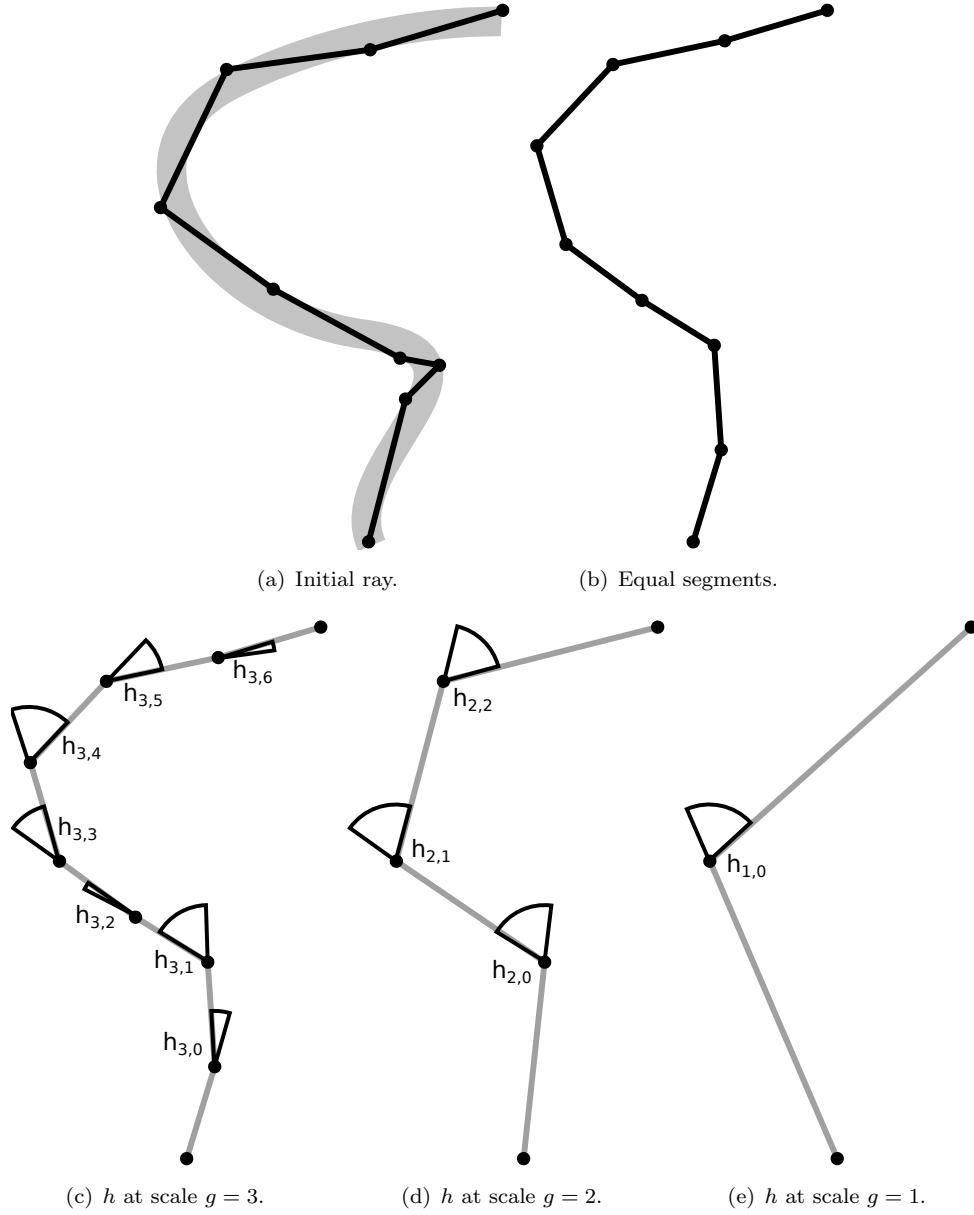 (a) Initial ray.
(b) Equal segments.
h3,5
h3,6
h3,4
h3,3
h3,2
h3,1
h3,0
(c) h at scale g = 3.
h2,2
h2,1
h2,0
(d) h at scale g = 2.
h1,0
(e) h at scale g = 1.